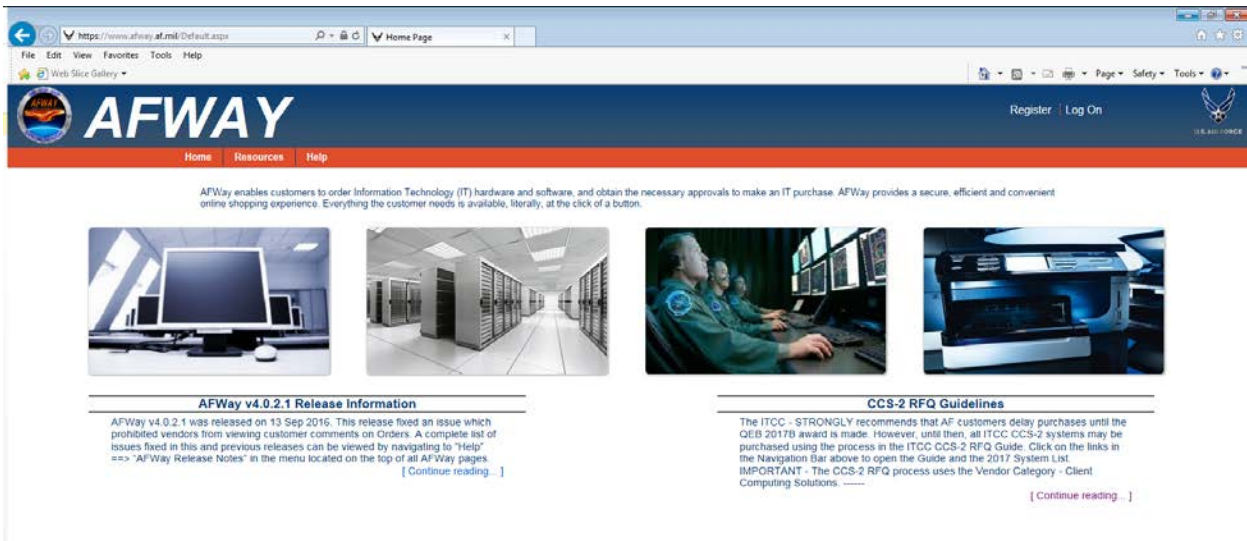 https://www.afway.af.mil/Default.aspx
Home Page
File Edit View Favorites Tools Help
Web Slice Gallery
Page Safety Tools
AFWAY
AFWAY
Register Log On
U.S. AIR FORCE
Home Resources Help
AFWay enables customers to order Information Technology (IT) hardware and software, and obtain the necessary approvals to make an IT purchase. AFWay provides a secure, efficient and convenient
online shopping experience. Everything the customer needs is available, literally, at the click of a button.
AFWay v4.0.2.1 Release Information
AFWay v4.0.2.1 was released on 13 Sep 2016. This release fixed an issue which
prohibited vendors from viewing customer comments on Orders. A complete list of
issues fixed in this and previous releases can be viewed by navigating to "Help"
==> "AFWay Release Notes" in the menu located on the top of all AFWay pages.
[ Continue reading... ]
CCS-2 RFQ Guidelines
The ITCC - STRONGLY recommends that AF customers delay purchases until the
QEB 2017B award is made. However, until then, all ITCC CCS-2 systems may be
purchased using the process in the ITCC CCS-2 RFQ Guide. Click on the links in
the Navigation Bar above to open the Guide and the 2017 System List.
IMPORTANT - The CCS-2 RFQ process uses the Vendor Category - Client
Computing Solutions. ------
[ Continue reading... ]